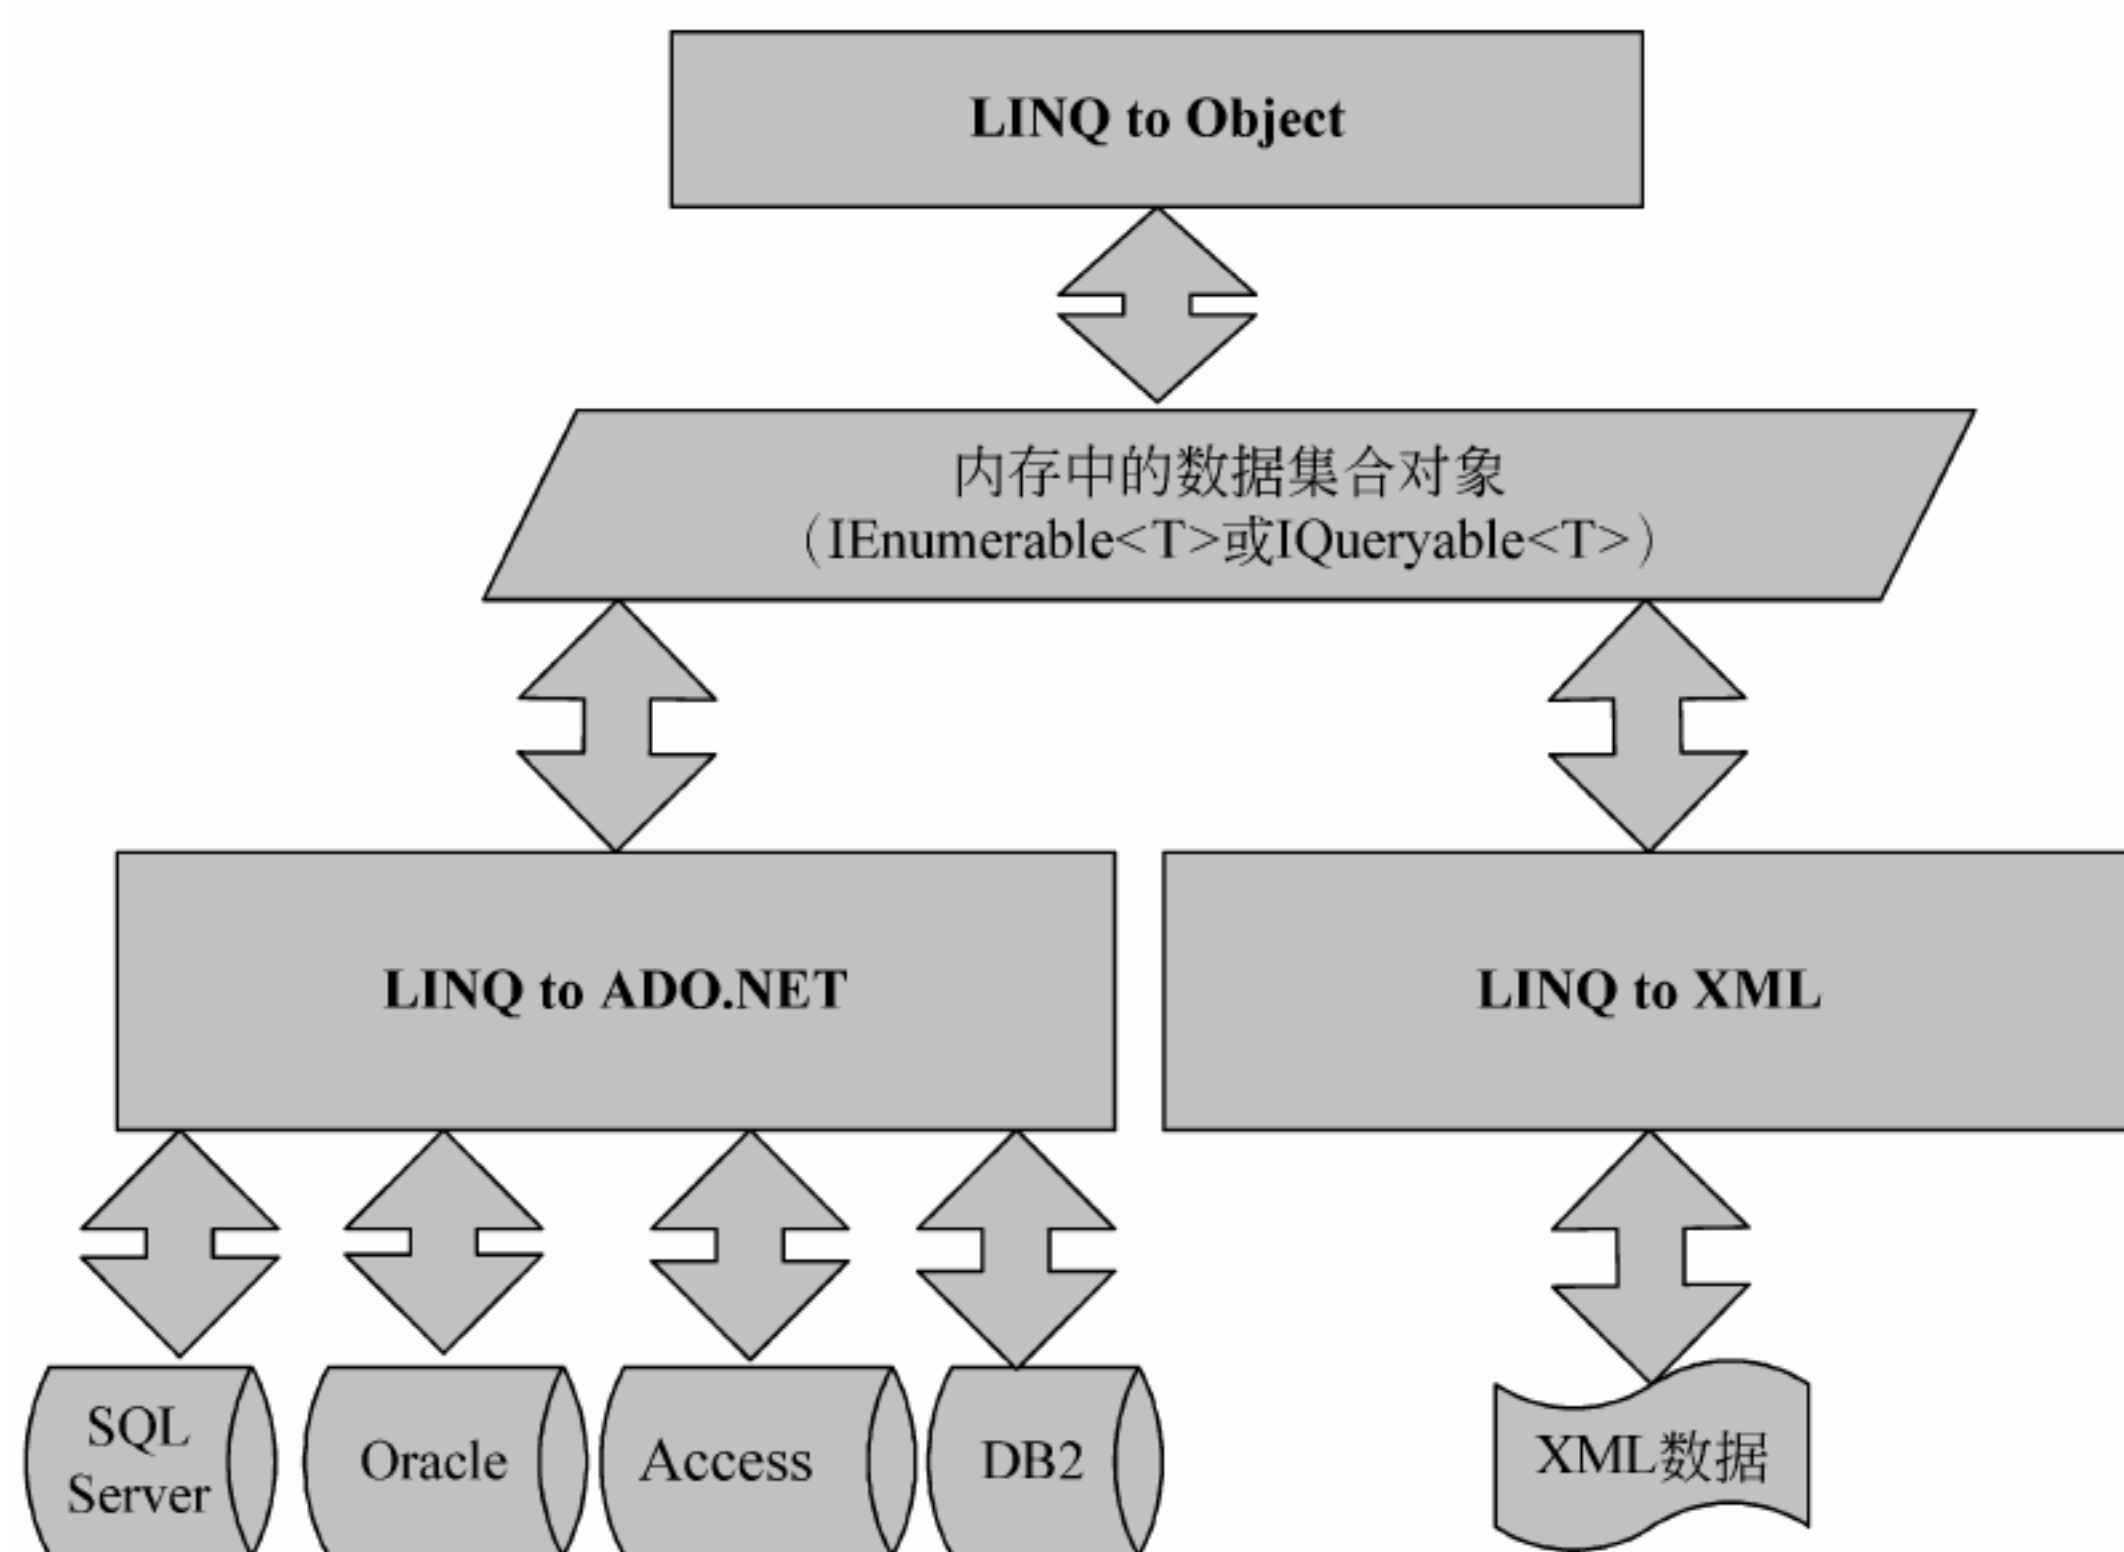 LINQ to Object
内存中的数据集合对象
（IEnumerable<T>或IQueryable<T>）
LINQ to ADO.NET
LINQ to XML
SQL
Server
Oracle
Access
DB2
XML数据